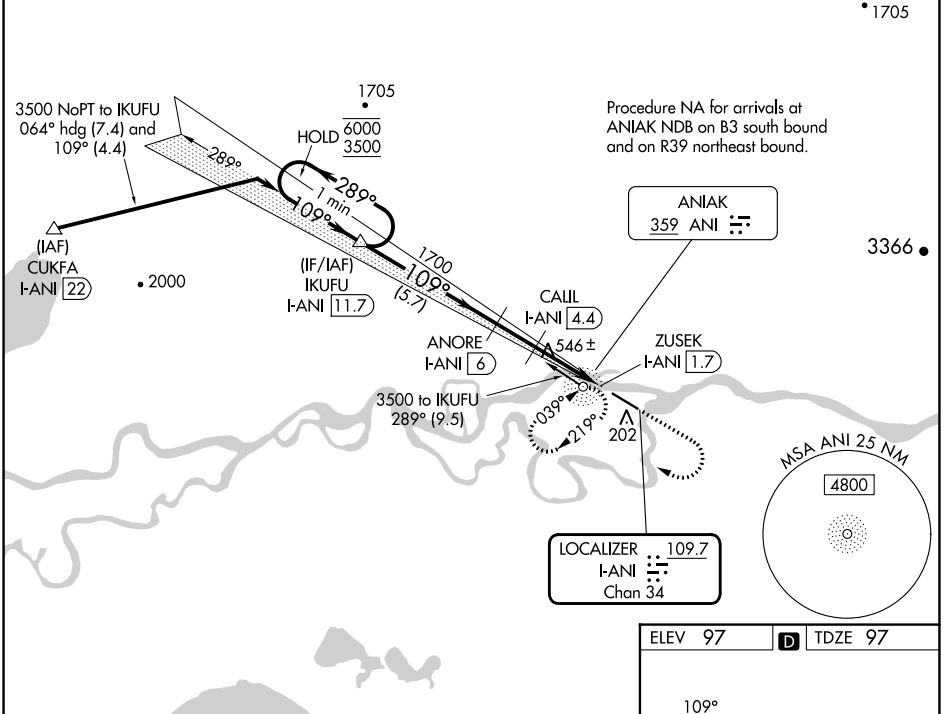 1705
1705
3500 NoPT to IKUFU
064° hdg (7.4) and
109° (4.4)
HOLD
6000
3500
Procedure NA for arrivals at
ANIAK NDB on B3 south bound
and on R39 northeast bound.
289°
289°
1 min
109°
ANIAK
359 ANI
(IAF)
CUKFA
I-ANI 22
2000
(IF/IAF)
IKUFU
I-ANI 11.7
1700
109°
(5.7)
3366
CALIL
I-ANI 4.4
ANORE
I-ANI 6
546 ±
ZUSEK
I-ANI 1.7
3500 to IKUFU
289° (9.5)
039°
219°
202
MSA ANI 25 NM
4800
LOCALIZER 109.7
I-ANI
Chan 34
ELEV 97
D
TDZE 97
109°